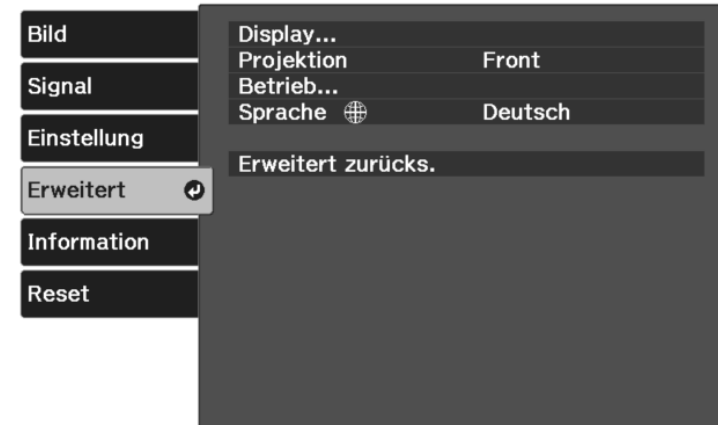 Bild
Signal
Einstellung
Erweitert
Information
Reset
Display...
Projektion Front
Betrieb...
Sprache Deutsch
Erweitert zurücks.